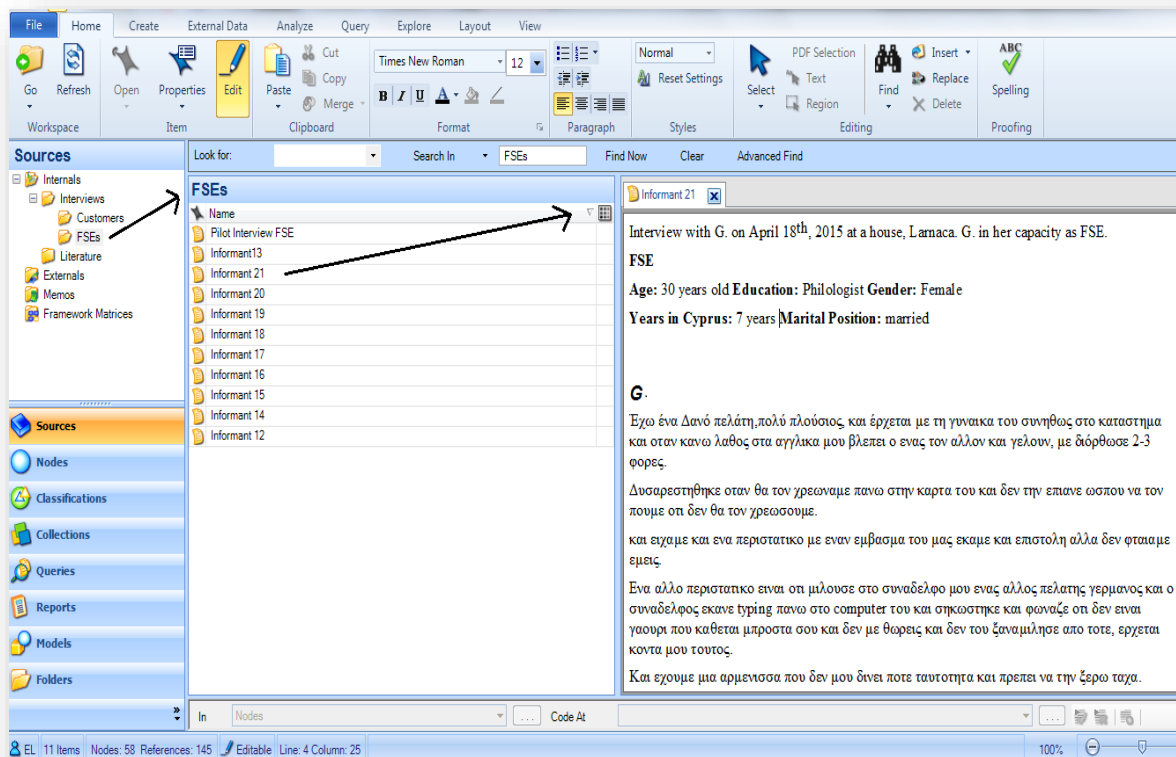 File Home Create External Data Analyze Query Explore Layout View
Go Refresh Open Properties Edit Paste Cut Copy Merge
Times New Roman 12
B I U A
Normal
Reset Settings
Select PDF Selection Text Region
Find Insert Replace Delete
ABC
Spelling
Workspace Item Clipboard Format Paragraph Styles Editing Proofing
Sources
Internals
Interviews
Customers
FSEs
Literature
Externals
Memos
Framework Matrices
Sources
Nodes
Classifications
Collections
Queries
Reports
Models
Folders
Look for: Search In FSEs Find Now Clear Advanced Find
FSEs
Name
Pilot Interview FSE
Informant13
Informant 21
Informant 20
Informant 19
Informant 18
Informant 17
Informant 16
Informant 15
Informant 14
Informant 12
Informant 21
Interview with G. on April 18th, 2015 at a house, Larnaca. G. in her capacity as FSE.
FSE
Age: 30 years old Education: Philologist Gender: Female
Years in Cyprus: 7 years Marital Position: married
G.
Έχω ένα Δανό πελάτη,πολύ πλούσιος, και έρχεται με τη γυναικα του συνηθως στο καταστημα
και οταν κανω λαθος στα αγγλικα μου βλεπει ο ενας τον αλλον και γελουν, με διόρθωσε 2-3
φορες.
Δυσαρεστηθηκε οταν θα τον χρεωναμε πανω στην καρτα του και δεν την επιανε ωσπου να τον
πουμε οτι δεν θα τον χρεωσουμε.
και ειχαμε και ενα περιστατικο με εναν εμβασμα του μας εκαμε και επιστολη αλλα δεν φταιαμε
εμεις.
Ενα αλλο περιστατικο ειναι οτι μιλουσε στο συναδελφο μου ενας αλλος πελατης γερμανος και ο
συναδελφος εκανε typing πανω στο computer του και σηκωστηκε και φωναζε οτι δεν ειναι
γαουρι που καθεται μπροστα σου και δεν με θωρεις και δεν του ξαναμιλησε απο τοτε, ερχεται
κοντα μου τουτος.
Και εχουμε μια αρμενισσα που δεν μου δινει ποτε ταυτοτητα και πρεπει να την ξερω ταχα.
In Nodes ... Code At ...
EL 11 Items Nodes: 58 References: 145 Editable Line: 4 Column: 25 100%